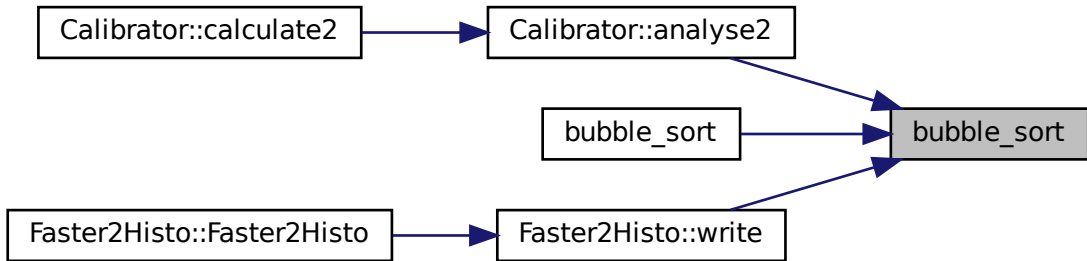 Calibrator::calculate2
Calibrator::analyse2
bubble_sort
bubble_sort
Faster2Histo::Faster2Histo
Faster2Histo::write